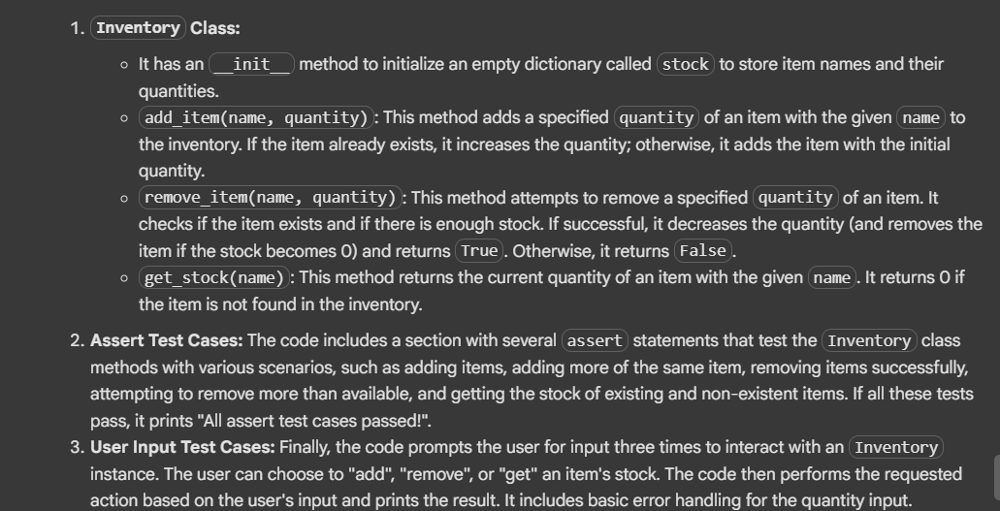 1. Inventory Class:
○ It has an __init__ method to initialize an empty dictionary called stock to store item names and their
quantities.
○ add_item(name, quantity): This method adds a specified quantity of an item with the given name to
the inventory. If the item already exists, it increases the quantity; otherwise, it adds the item with the initial
quantity.
○ remove_item(name, quantity): This method attempts to remove a specified quantity of an item. It
checks if the item exists and if there is enough stock. If successful, it decreases the quantity (and removes the
item if the stock becomes 0) and returns True. Otherwise, it returns False.
○ get_stock(name): This method returns the current quantity of an item with the given name. It returns 0 if
the item is not found in the inventory.
2. Assert Test Cases: The code includes a section with several assert statements that test the Inventory class
methods with various scenarios, such as adding items, adding more of the same item, removing items successfully,
attempting to remove more than available, and getting the stock of existing and non-existent items. If all these tests
pass, it prints "All assert test cases passed!".
3. User Input Test Cases: Finally, the code prompts the user for input three times to interact with an Inventory
instance. The user can choose to "add", "remove", or "get" an item's stock. The code then performs the requested
action based on the user's input and prints the result. It includes basic error handling for the quantity input.